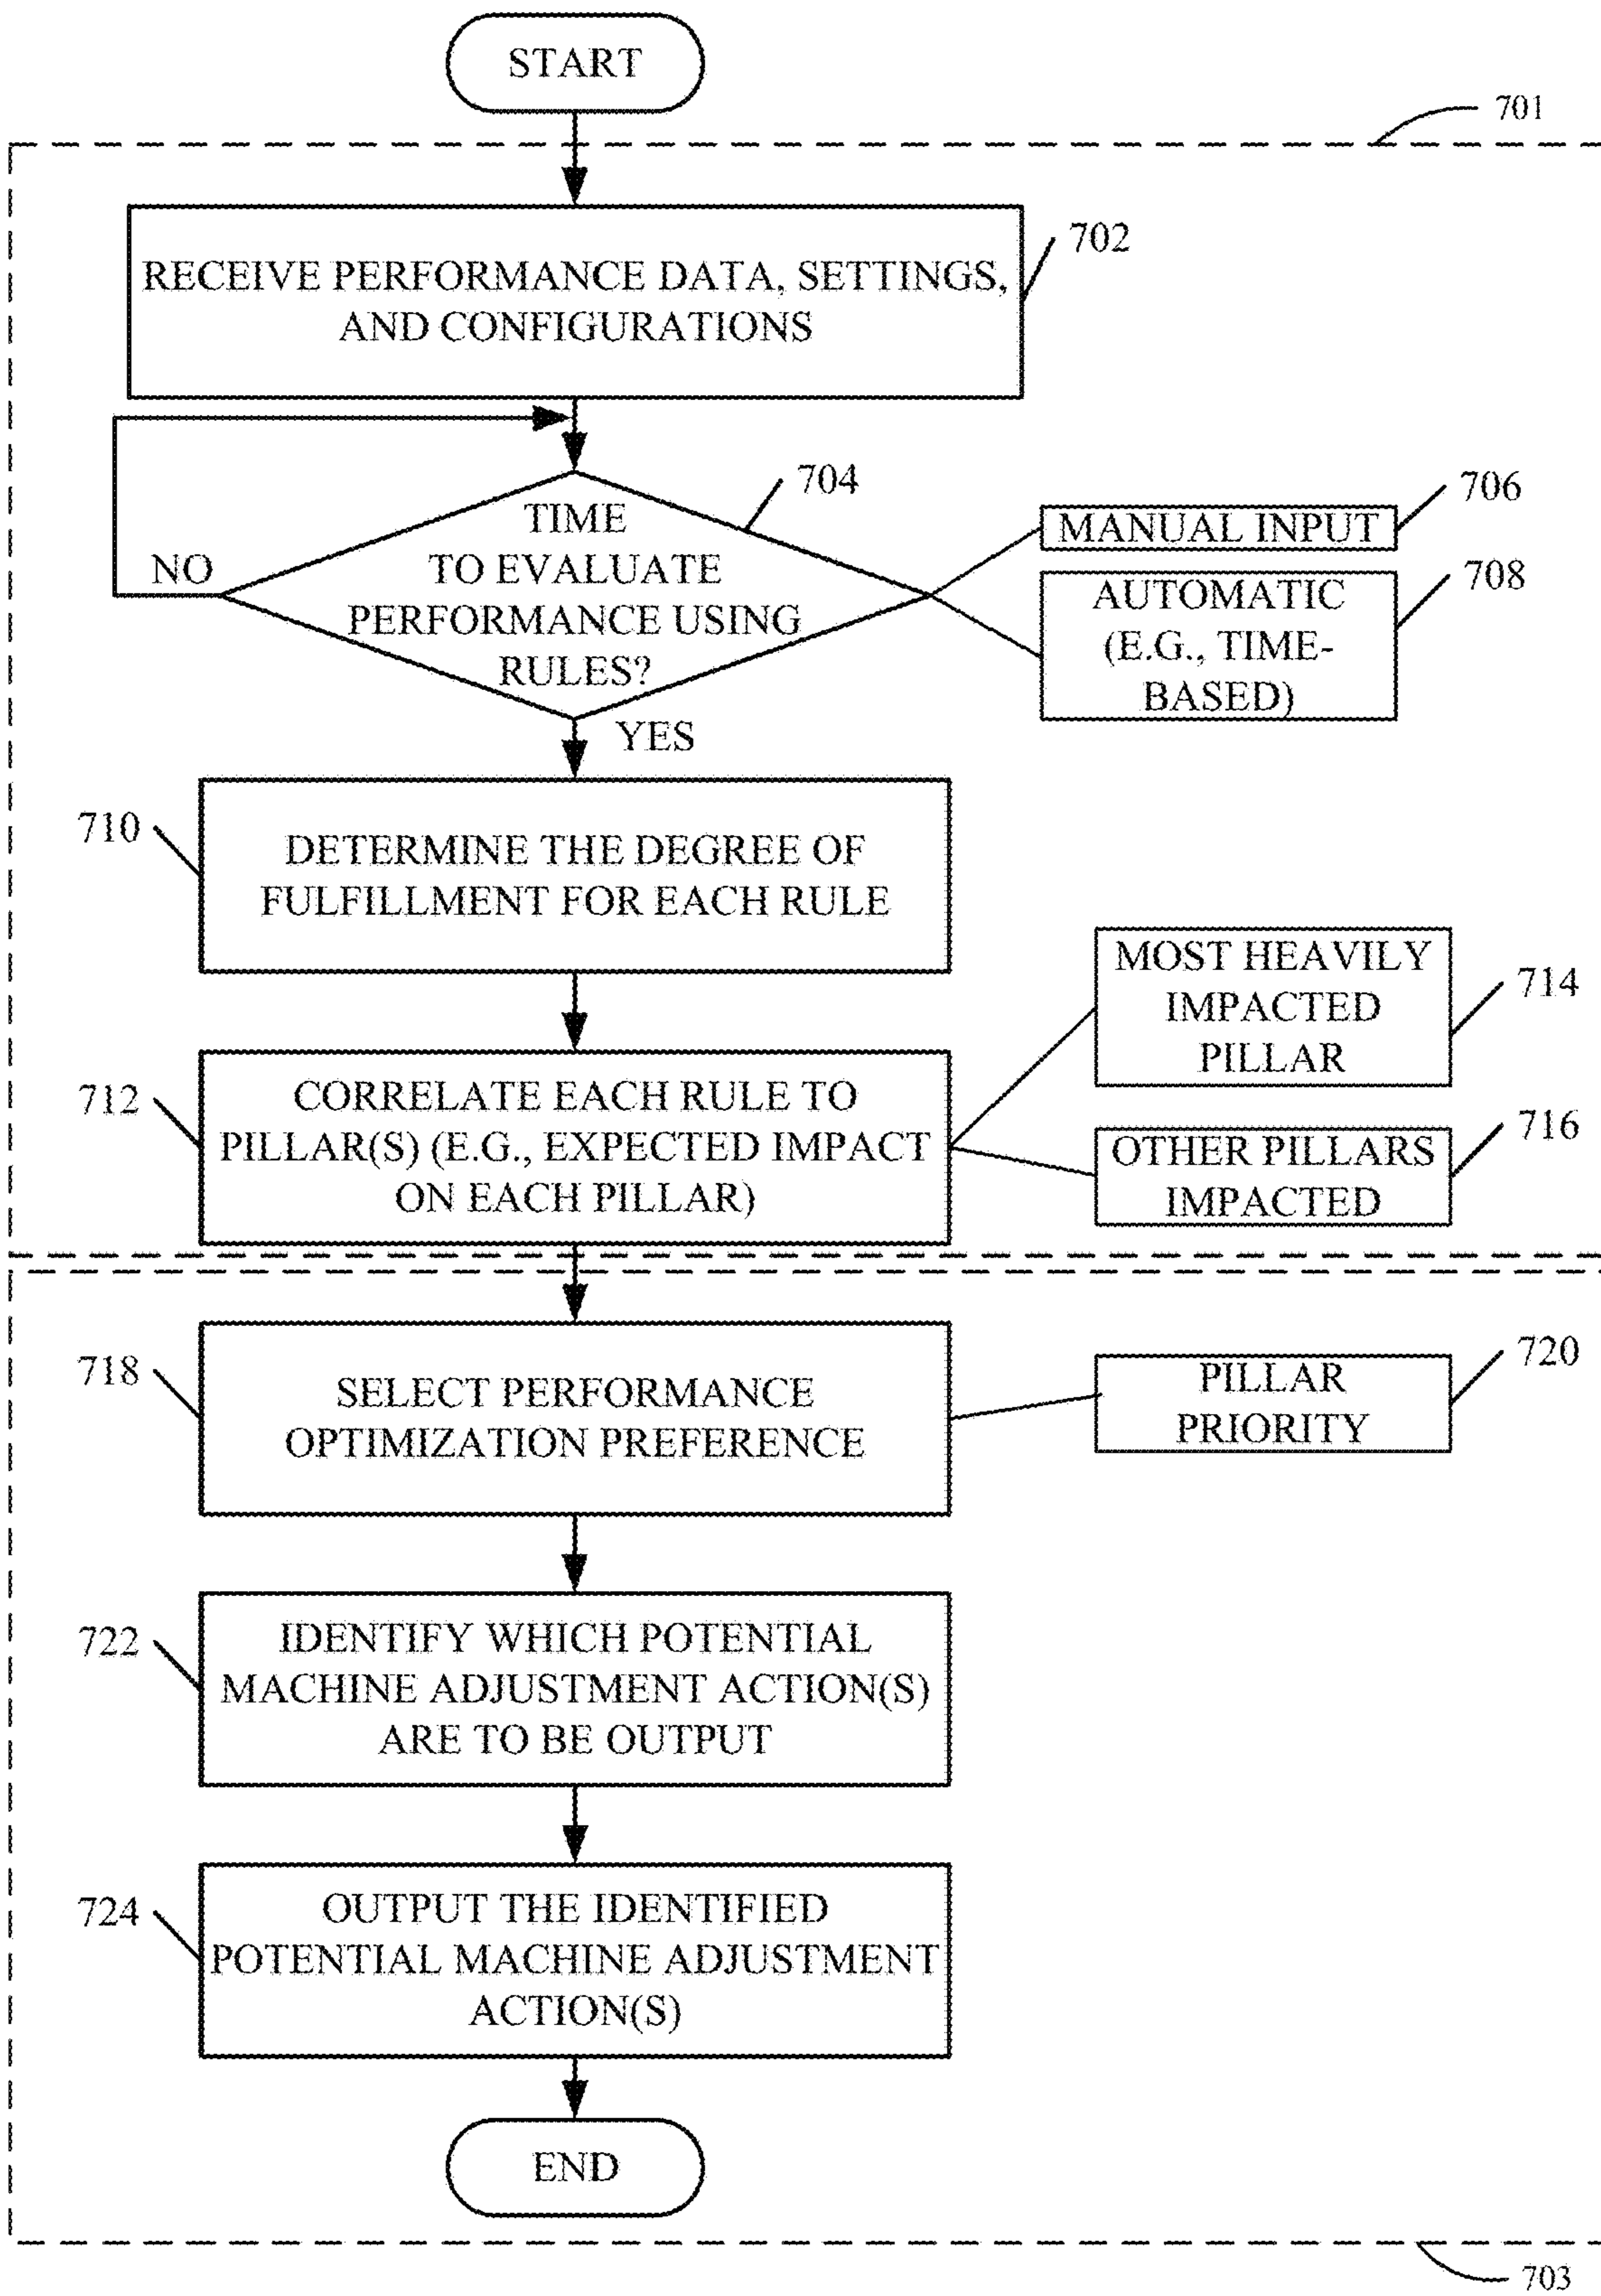 START
701
RECEIVE PERFORMANCE DATA, SETTINGS,
AND CONFIGURATIONS
702
TIME
TO EVALUATE
PERFORMANCE USING
RULES?
704
NO
YES
MANUAL INPUT
706
AUTOMATIC
(E.G., TIME-
BASED)
708
710
DETERMINE THE DEGREE OF
FULFILLMENT FOR EACH RULE
712
CORRELATE EACH RULE TO
PILLAR(S) (E.G., EXPECTED IMPACT
ON EACH PILLAR)
MOST HEAVILY
IMPACTED
PILLAR
714
OTHER PILLARS
IMPACTED
716
718
SELECT PERFORMANCE
OPTIMIZATION PREFERENCE
PILLAR
PRIORITY
720
722
IDENTIFY WHICH POTENTIAL
MACHINE ADJUSTMENT ACTION(S)
ARE TO BE OUTPUT
724
OUTPUT THE IDENTIFIED
POTENTIAL MACHINE ADJUSTMENT
ACTION(S)
END
703